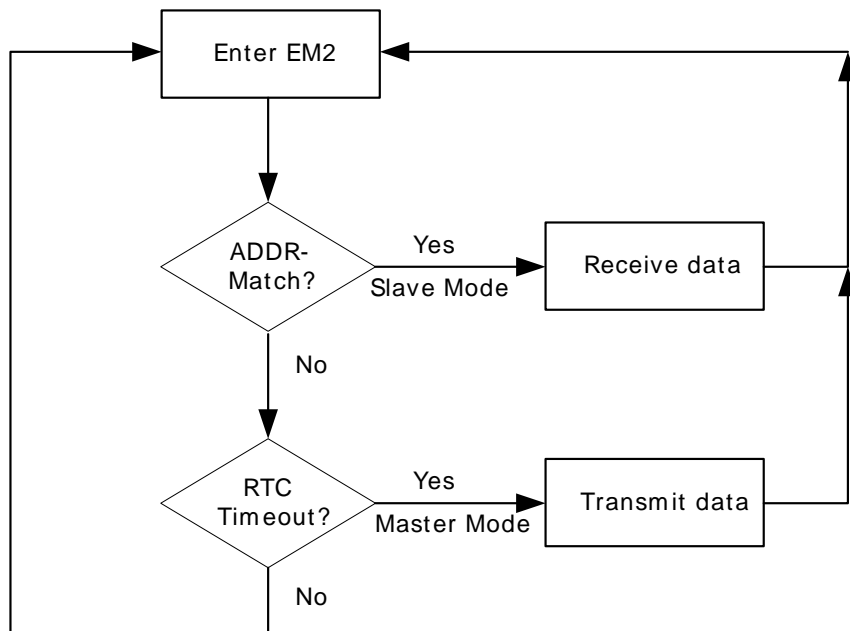 Enter EM2
ADDR-
Match?
Yes
Slave Mode
Receive data
No
RTC
Timeout?
Yes
Master Mode
Transmit data
No